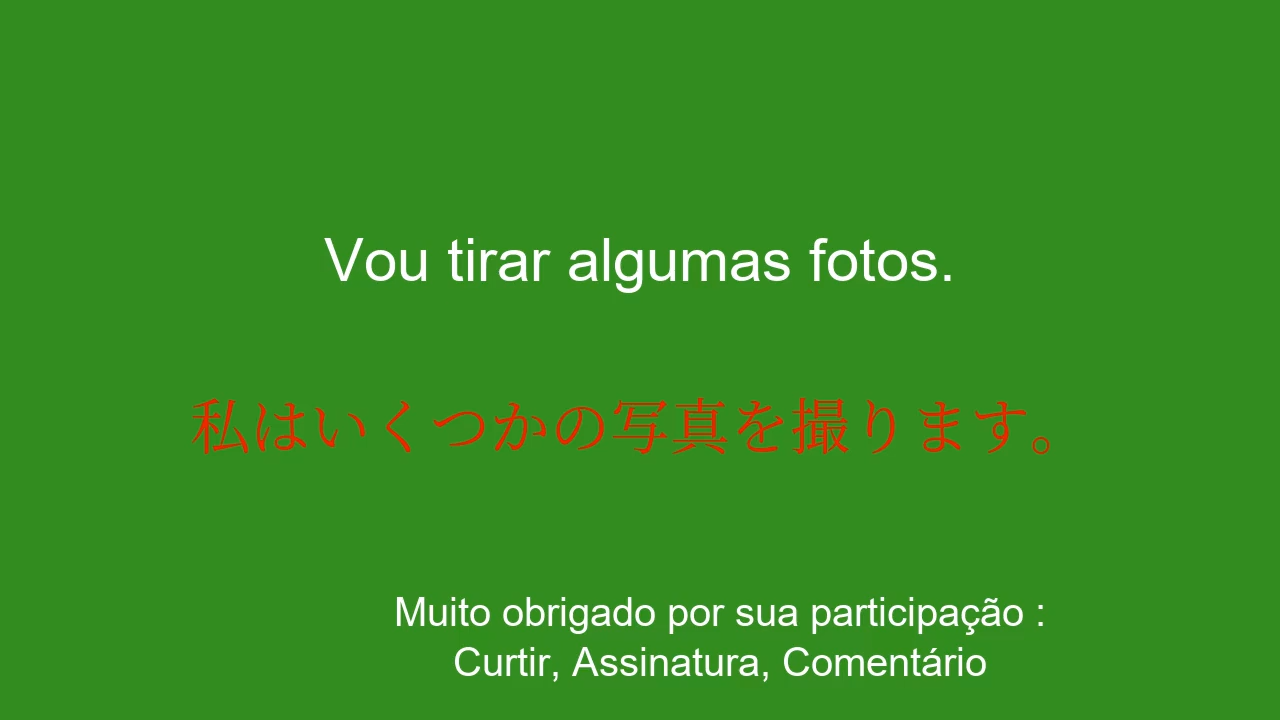 Vou tirar algumas fotos.
私はいくつかの写真を撮ります。
Muito obrigado por sua participação :
Curtir, Assinatura, Comentário